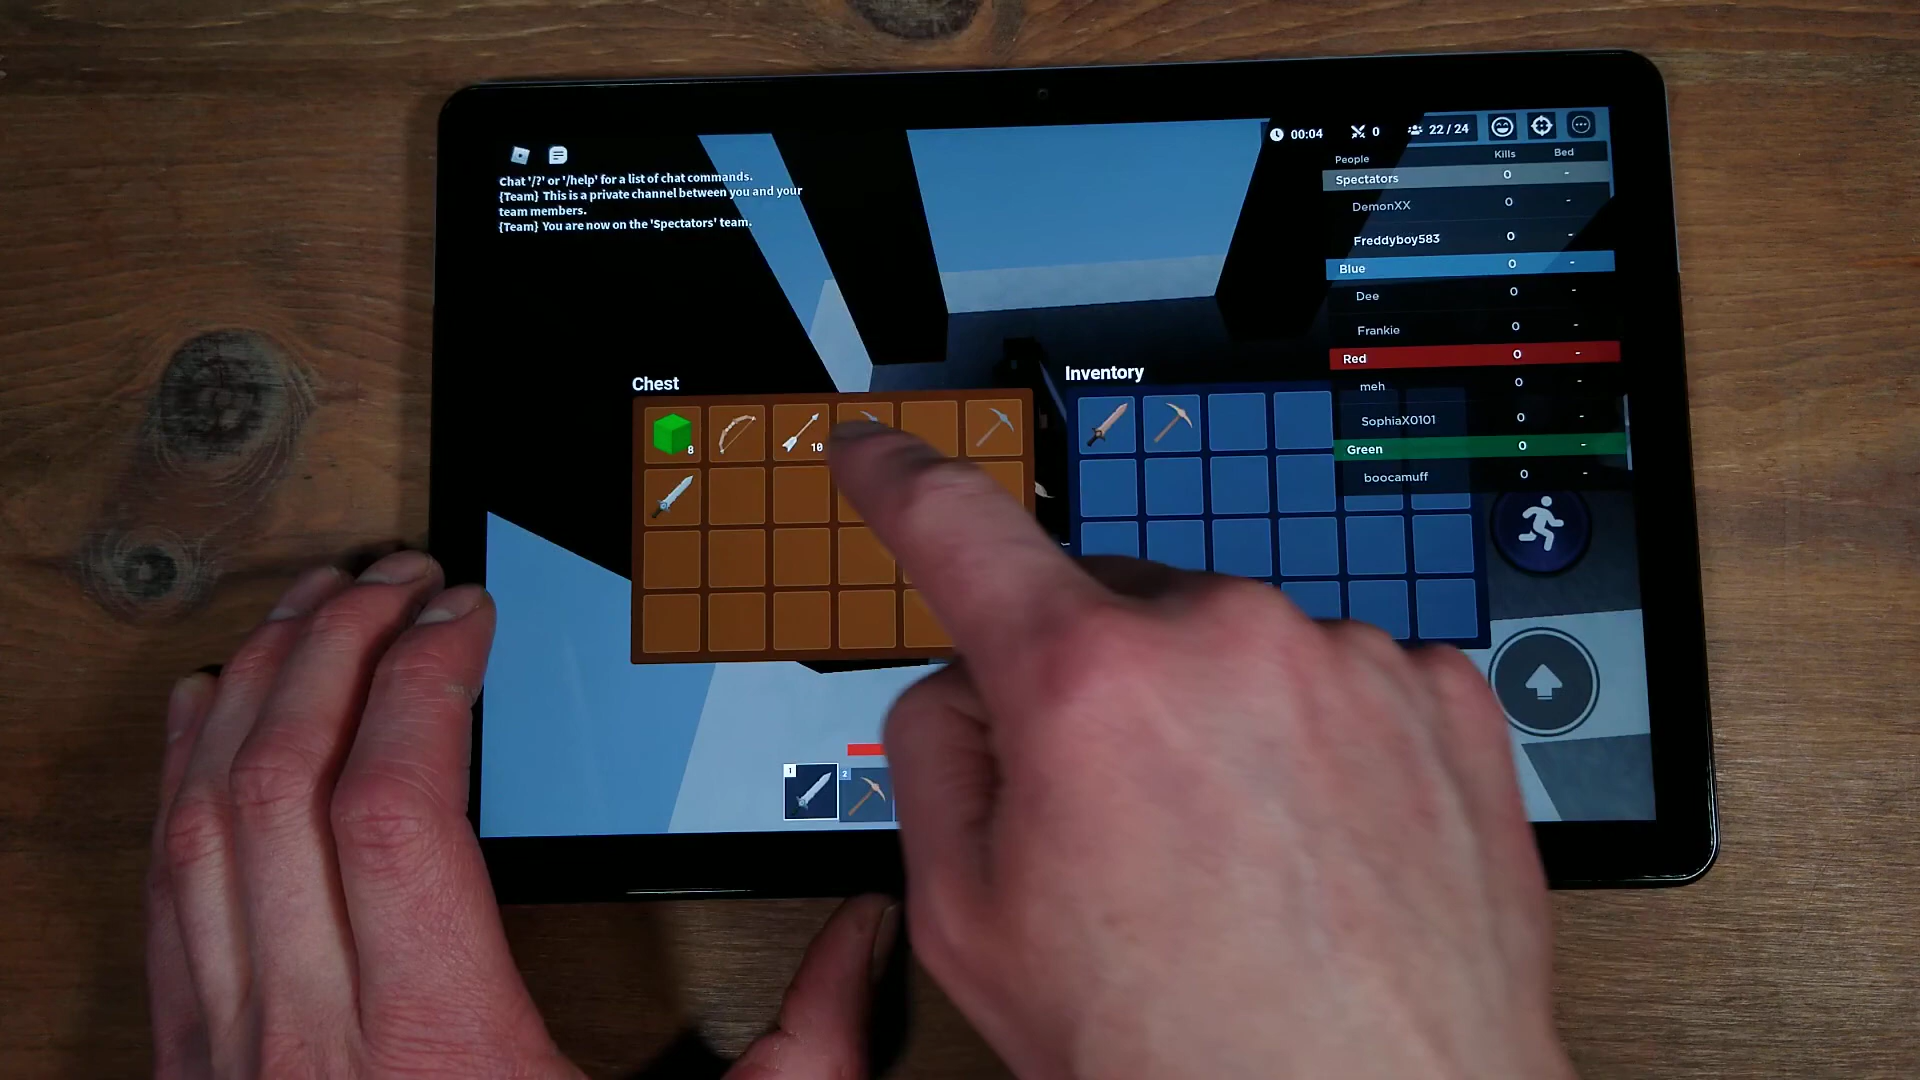 00:04
0
22 / 24
Chat '/?' or '/help' for a list of chat commands.
{Team} This is a private channel between you and your
team members.
{Team} You are now on the 'Spectators' team.
People Kills Bed
Spectators 0 -
DemonXX 0 -
Freddyboy583 0 -
Blue 0 -
Dee 0 -
Frankie 0 -
Red 0 -
meh 0 -
SophiaX0101 0 -
Green 0 -
boocamuff 0 -
Chest
8
10
Inventory
1
2